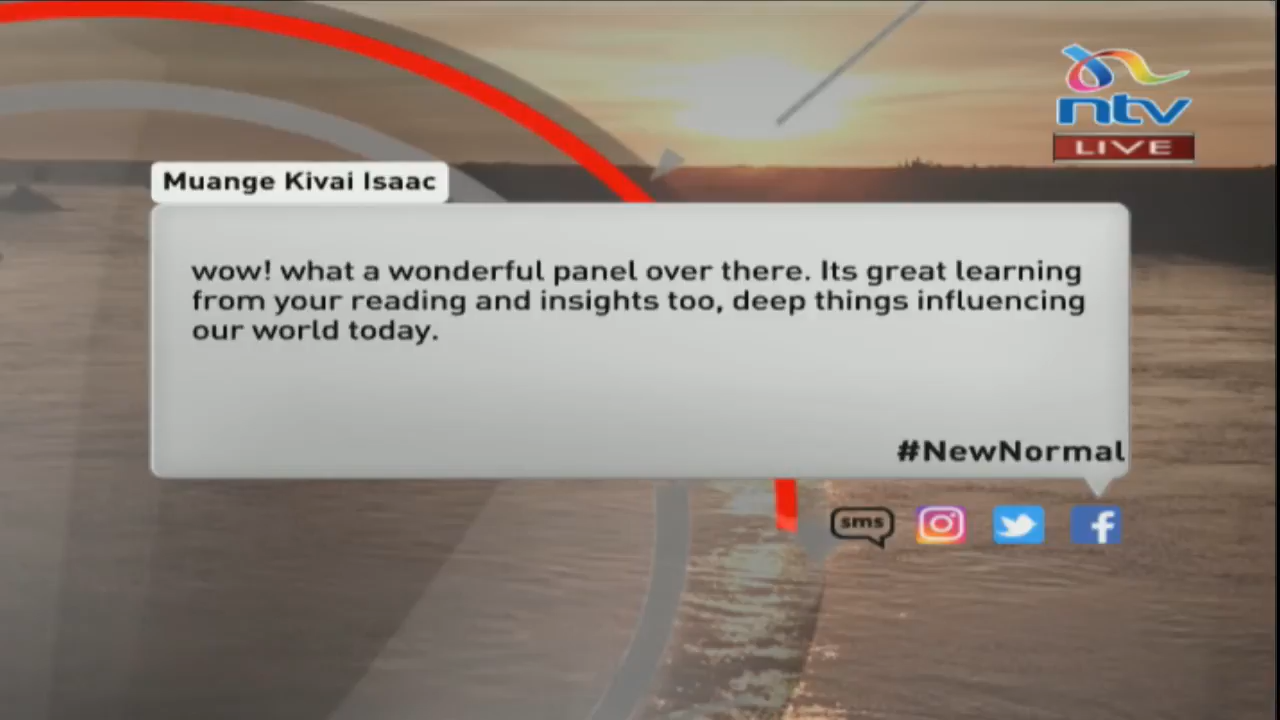 ntv
LIVE
Muange Kivai Isaac
wow! what a wonderful panel over there. Its great learning
from your reading and insights too, deep things influencing
our world today.
#NewNormal
sms